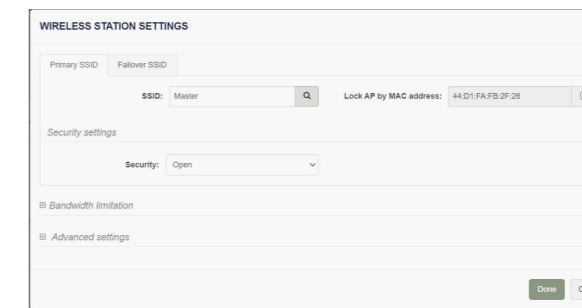 WIRELESS STATION SETTINGS
Primary SSID Failover SSID
SSID: Master Lock AP by MAC address: 44:D1:FA:FB:2F:26
Security settings
Security: Open
Bandwidth limitation
Advanced settings
Done